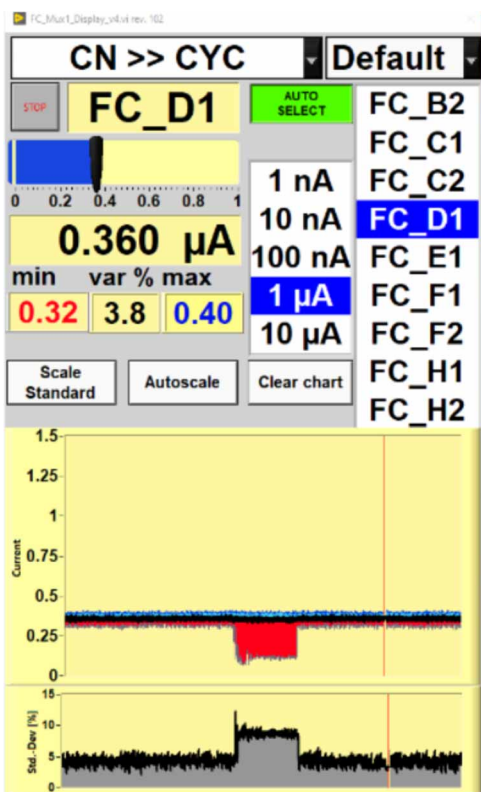 FC_Mux1_Display_v4.vi rev. 102
CN >> CYC
Default
STOP
FC_D1
AUTO
SELECT
0 0.2 0.4 0.6 0.8 1
0.360 µA
min var % max
0.32 3.8 0.40
1 nA
10 nA
100 nA
1 µA
10 µA
FC_B2
FC_C1
FC_C2
FC_D1
FC_E1
FC_F1
FC_F2
FC_H1
FC_H2
Scale
Standard
Autoscale
Clear chart
Current
1.5
1.25
1
0.75
0.5
0.25
0
Std.-Dev [%]
15
10
5
0